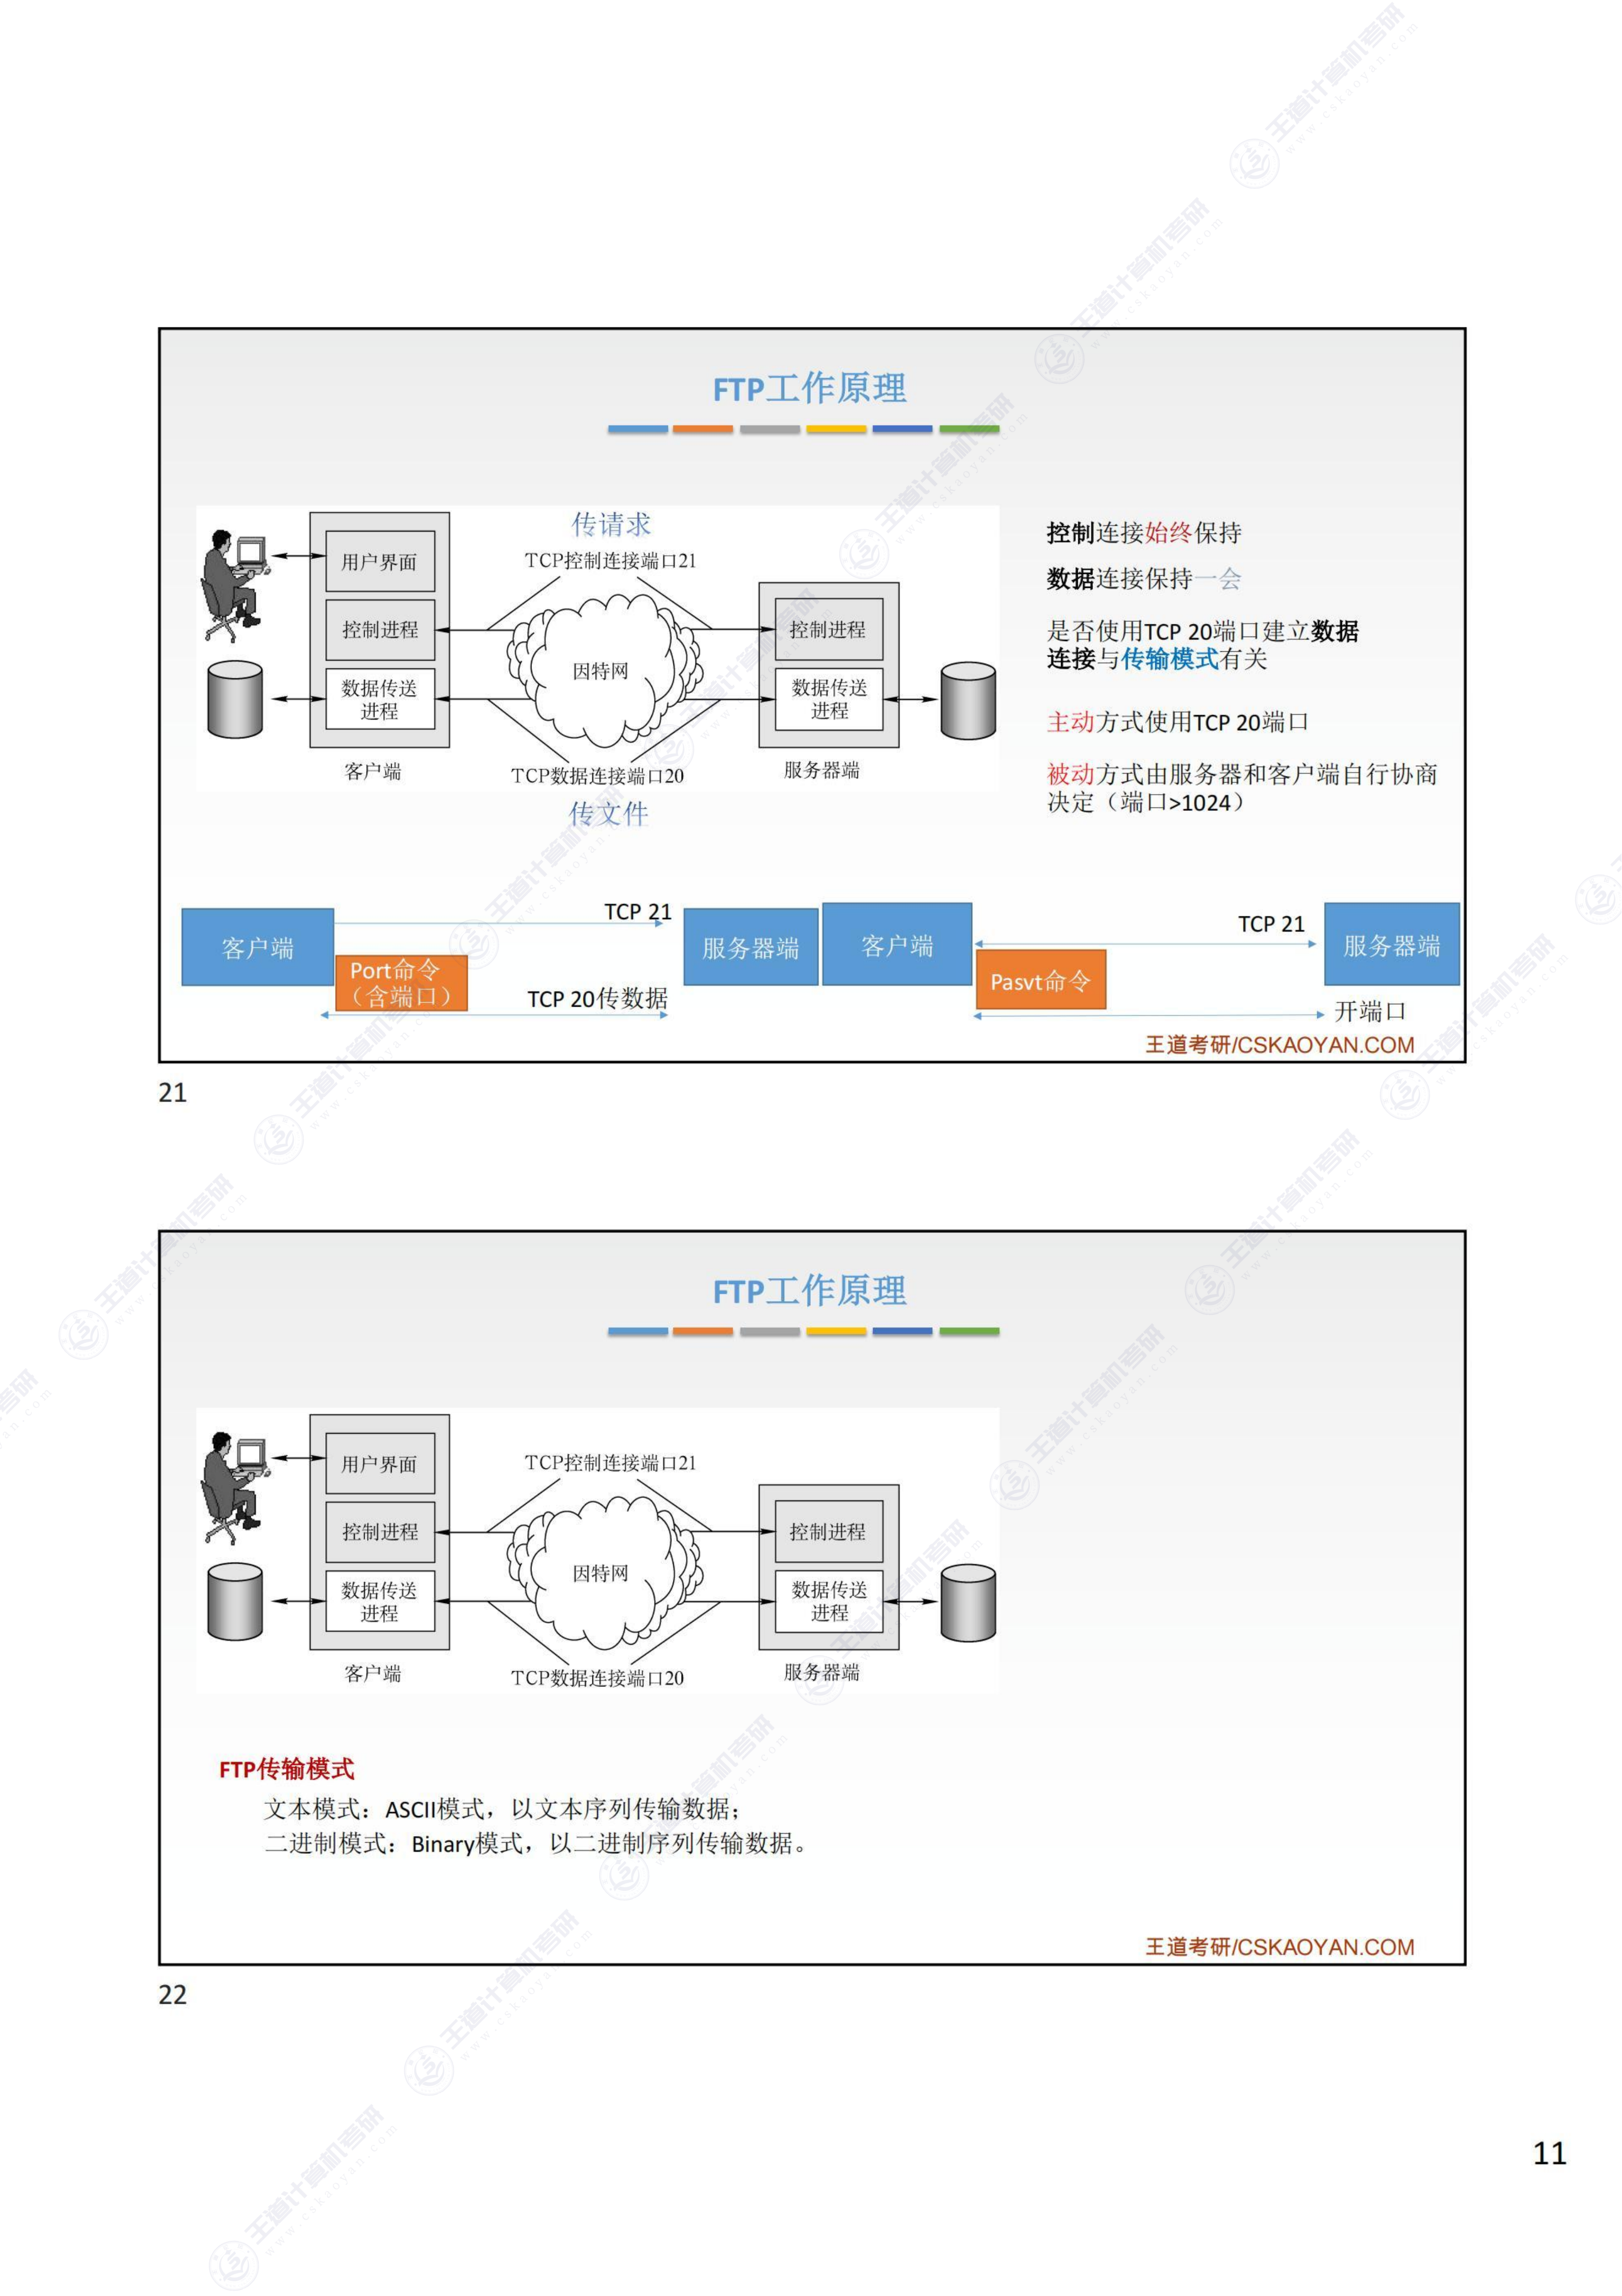 FTP工作原理
传请求
TCP控制连接端口21
用户界面
控制进程
数据传送
进程
客户端
因特网
控制进程
数据传送
进程
服务器端
TCP数据连接端口20
传文件
控制连接始终保持
数据连接保持一会
是否使用TCP 20端口建立数据
连接与传输模式有关
主动方式使用TCP 20端口
被动方式由服务器和客户端自行协商
决定（端口>1024）
客户端
TCP 21
Port命令
（含端口）
TCP 20传数据
服务器端
客户端
TCP 21
Pasvt命令
开端口
服务器端
王道考研/CSKAOYAN.COM
21
FTP工作原理
TCP控制连接端口21
用户界面
控制进程
数据传送
进程
客户端
因特网
控制进程
数据传送
进程
服务器端
TCP数据连接端口20
FTP传输模式
文本模式：ASCII模式，以文本序列传输数据；
二进制模式：Binary模式，以二进制序列传输数据。
王道考研/CSKAOYAN.COM
22
11
王道计算机考研
www.cskaoyan.com